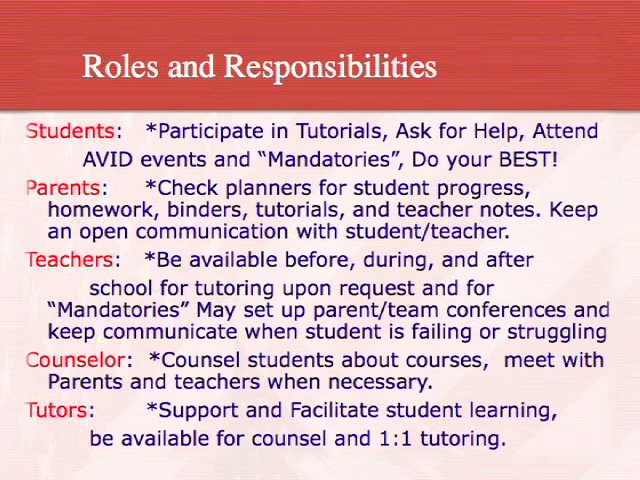 Roles and Responsibilities
Students: *Participate in Tutorials, Ask for Help, Attend
AVID events and “Mandatories”, Do your BEST!
Parents: *Check planners for student progress,
homework, binders, tutorials, and teacher notes. Keep
an open communication with student/teacher.
Teachers: *Be available before, during, and after
school for tutoring upon request and for
“Mandatories” May set up parent/team conferences and
keep communicate when student is failing or struggling
Counselor: *Counsel students about courses, meet with
Parents and teachers when necessary.
Tutors: *Support and Facilitate student learning,
be available for counsel and 1:1 tutoring.